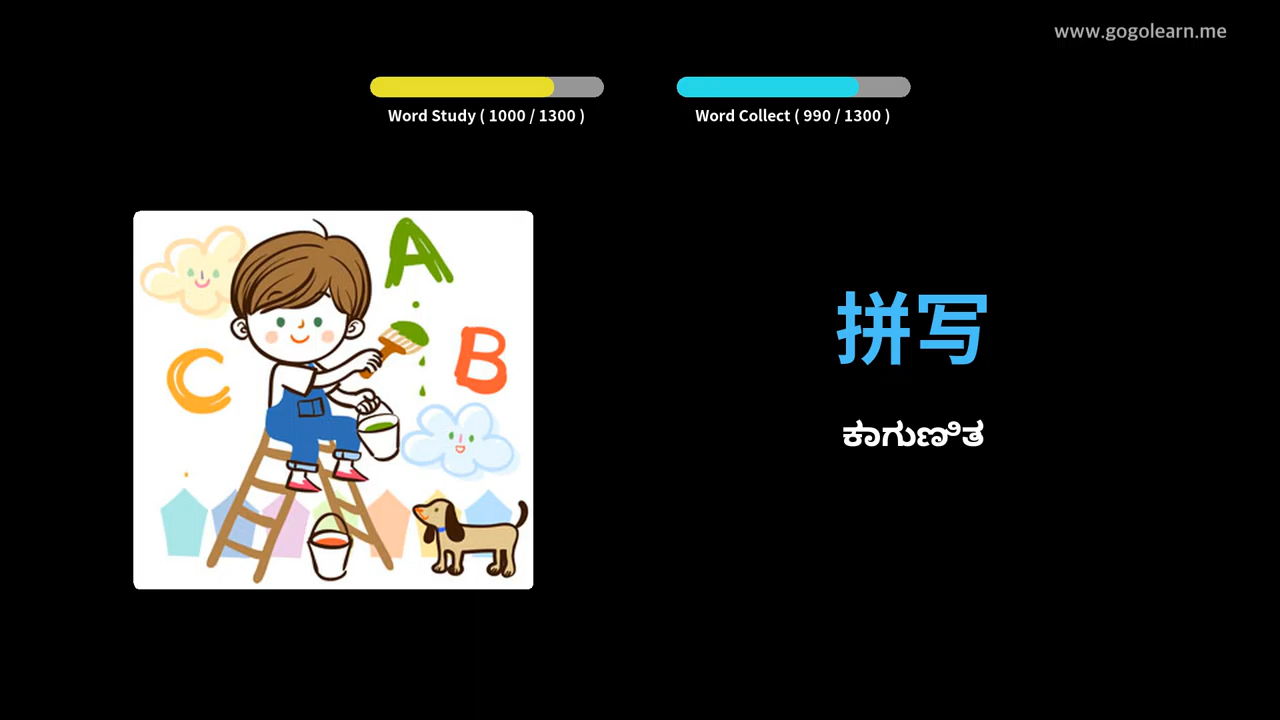 www.gogolearn.me
Word Study ( 1000 / 1300 )
Word Collect ( 990 / 1300 )
A
B
C
拼写
ಕಾಗುಣಿತ